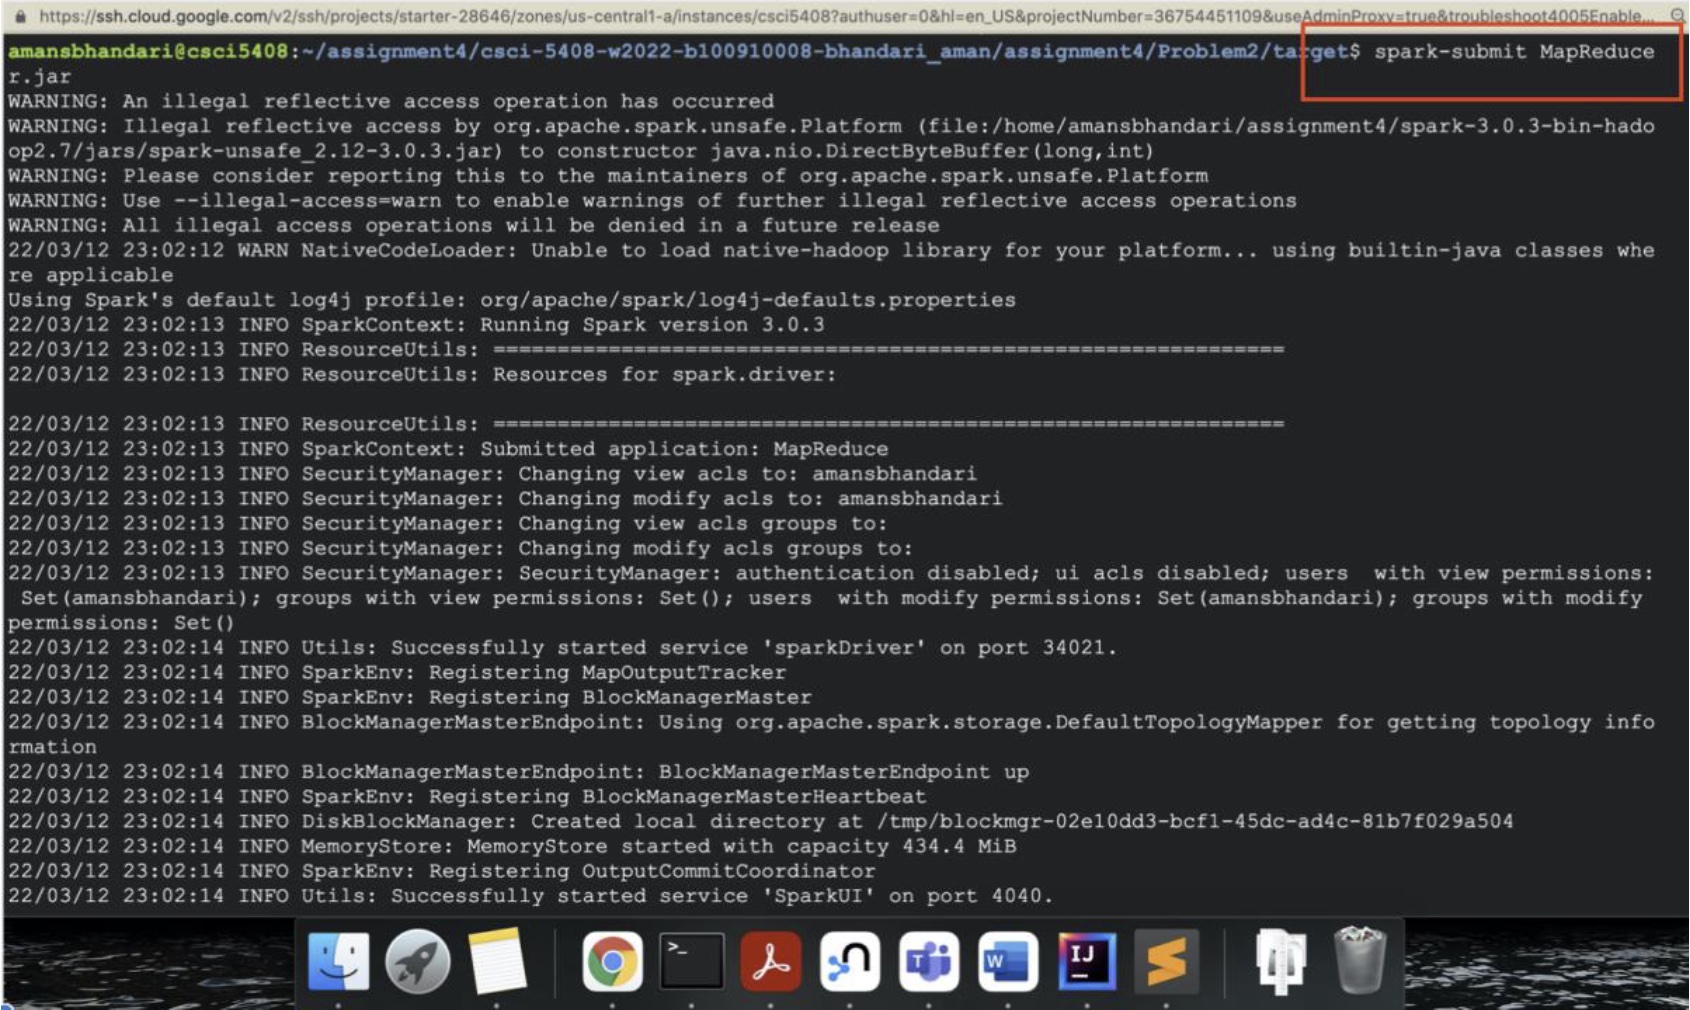 https://ssh.cloud.google.com/v2/ssh/projects/starter-28646/zones/us-central1-a/instances/csci5408?authuser=0&hl=en_US&projectNumber=36754451109&useAdminProxy=true&troubleshoot4005Enable...
amansbhandari@csci5408:~/assignment4/csci-5408-w2022-b100910008-bhandari_aman/assignment4/Problem2/target$ spark-submit MapReduce
r.jar
WARNING: An illegal reflective access operation has occurred
WARNING: Illegal reflective access by org.apache.spark.unsafe.Platform (file:/home/amansbhandari/assignment4/spark-3.0.3-bin-hado
op2.7/jars/spark-unsafe_2.12-3.0.3.jar) to constructor java.nio.DirectByteBuffer(long,int)
WARNING: Please consider reporting this to the maintainers of org.apache.spark.unsafe.Platform
WARNING: Use --illegal-access=warn to enable warnings of further illegal reflective access operations
WARNING: All illegal access operations will be denied in a future release
22/03/12 23:02:12 WARN NativeCodeLoader: Unable to load native-hadoop library for your platform... using builtin-java classes whe
re applicable
Using Spark's default log4j profile: org/apache/spark/log4j-defaults.properties
22/03/12 23:02:13 INFO SparkContext: Running Spark version 3.0.3
22/03/12 23:02:13 INFO ResourceUtils: ==============================================================
22/03/12 23:02:13 INFO ResourceUtils: Resources for spark.driver:
22/03/12 23:02:13 INFO ResourceUtils: ==============================================================
22/03/12 23:02:13 INFO SparkContext: Submitted application: MapReduce
22/03/12 23:02:13 INFO SecurityManager: Changing view acls to: amansbhandari
22/03/12 23:02:13 INFO SecurityManager: Changing modify acls to: amansbhandari
22/03/12 23:02:13 INFO SecurityManager: Changing view acls groups to:
22/03/12 23:02:13 INFO SecurityManager: Changing modify acls groups to:
22/03/12 23:02:13 INFO SecurityManager: SecurityManager: authentication disabled; ui acls disabled; users  with view permissions:
 Set(amansbhandari); groups with view permissions: Set(); users  with modify permissions: Set(amansbhandari); groups with modify
permissions: Set()
22/03/12 23:02:14 INFO Utils: Successfully started service 'sparkDriver' on port 34021.
22/03/12 23:02:14 INFO SparkEnv: Registering MapOutputTracker
22/03/12 23:02:14 INFO SparkEnv: Registering BlockManagerMaster
22/03/12 23:02:14 INFO BlockManagerMasterEndpoint: Using org.apache.spark.storage.DefaultTopologyMapper for getting topology info
rmation
22/03/12 23:02:14 INFO BlockManagerMasterEndpoint: BlockManagerMasterEndpoint up
22/03/12 23:02:14 INFO SparkEnv: Registering BlockManagerMasterHeartbeat
22/03/12 23:02:14 INFO DiskBlockManager: Created local directory at /tmp/blockmgr-02e10dd3-bcf1-45dc-ad4c-81b7f029a504
22/03/12 23:02:14 INFO MemoryStore: MemoryStore started with capacity 434.4 MiB
22/03/12 23:02:14 INFO SparkEnv: Registering OutputCommitCoordinator
22/03/12 23:02:14 INFO Utils: Successfully started service 'SparkUI' on port 4040.
>_
T
W
IJ